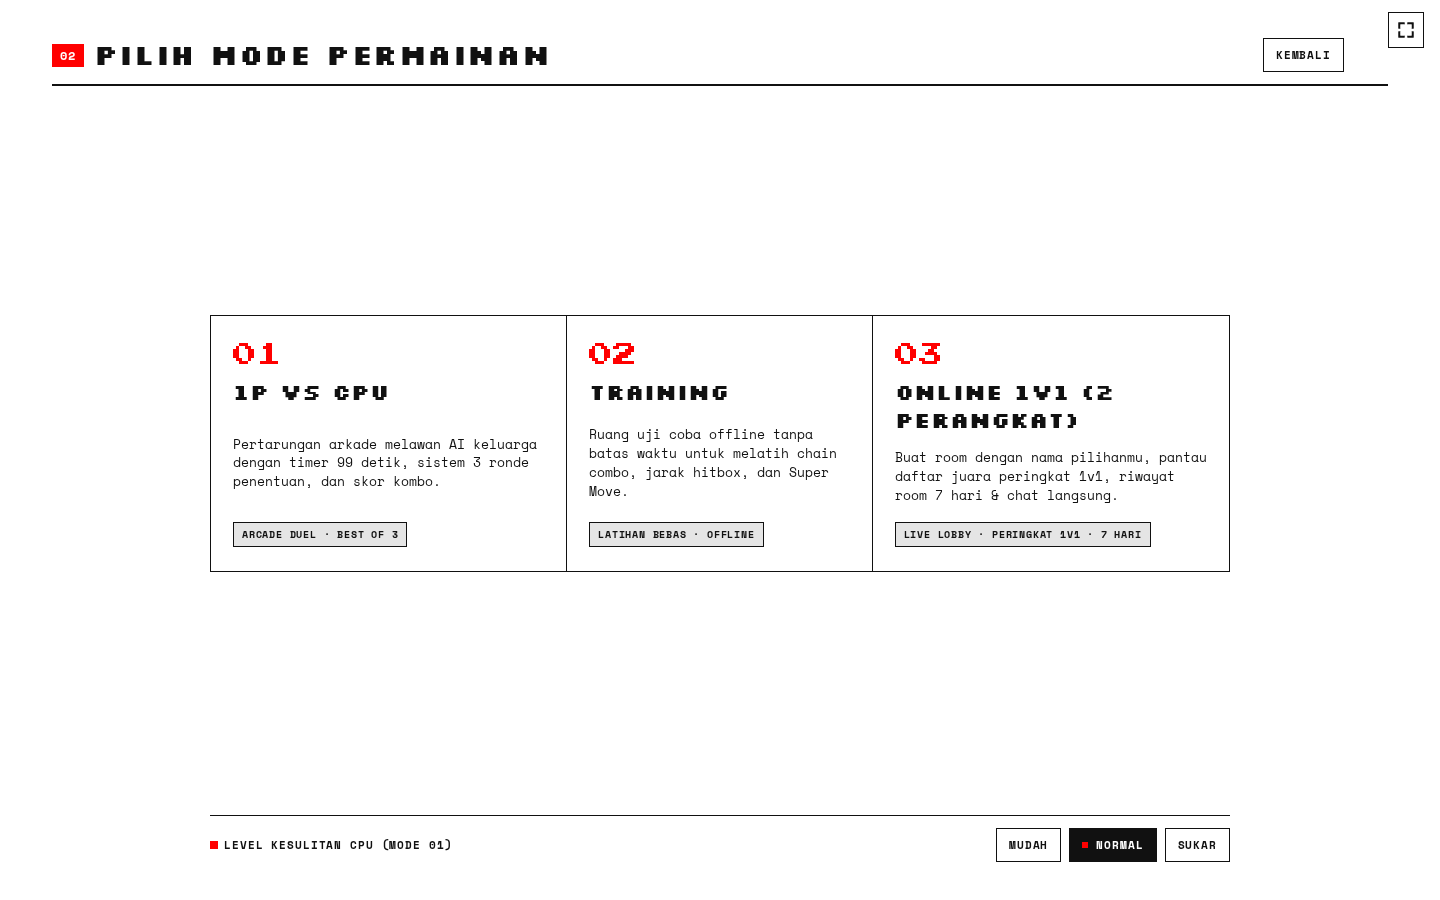 02 PILIH MODE PERMAINAN
KEMBALI
01
1P VS CPU
Pertarungan arkade melawan AI keluarga
dengan timer 99 detik, sistem 3 ronde
penentuan, dan skor kombo.
ARCADE DUEL · BEST OF 3
02
TRAINING
Ruang uji coba offline tanpa
batas waktu untuk melatih chain
combo, jarak hitbox, dan Super
Move.
LATIHAN BEBAS · OFFLINE
03
ONLINE 1V1 (2
PERANGKAT)
Buat room dengan nama pilihanmu, pantau
daftar juara peringkat 1v1, riwayat
room 7 hari & chat langsung.
LIVE LOBBY · PERINGKAT 1V1 · 7 HARI
LEVEL KESULITAN CPU (MODE 01)
MUDAH
NORMAL
SUKAR